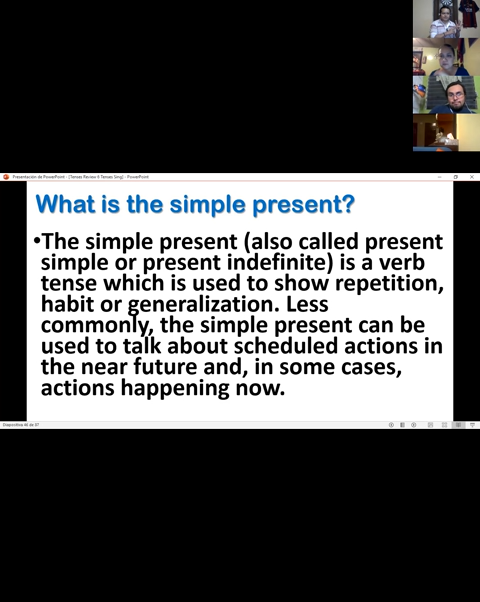 Presentación de PowerPoint - [Tenses Review 9 Tenses Sing] - PowerPoint
What is the simple present?
•The simple present (also called present
simple or present indefinite) is a verb
tense which is used to show repetition,
habit or generalization. Less
commonly, the simple present can be
used to talk about scheduled actions in
the near future and, in some cases,
actions happening now.
Diapositiva 46 de 87